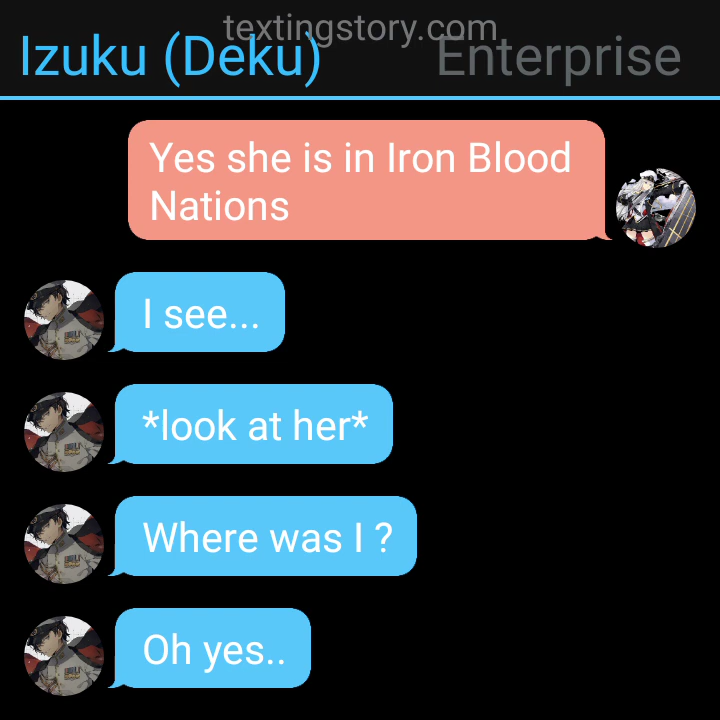 textingstory.com
Izuku (Deku) Enterprise
Yes she is in Iron Blood
Nations
I see...
*look at her*
Where was I ?
Oh yes..